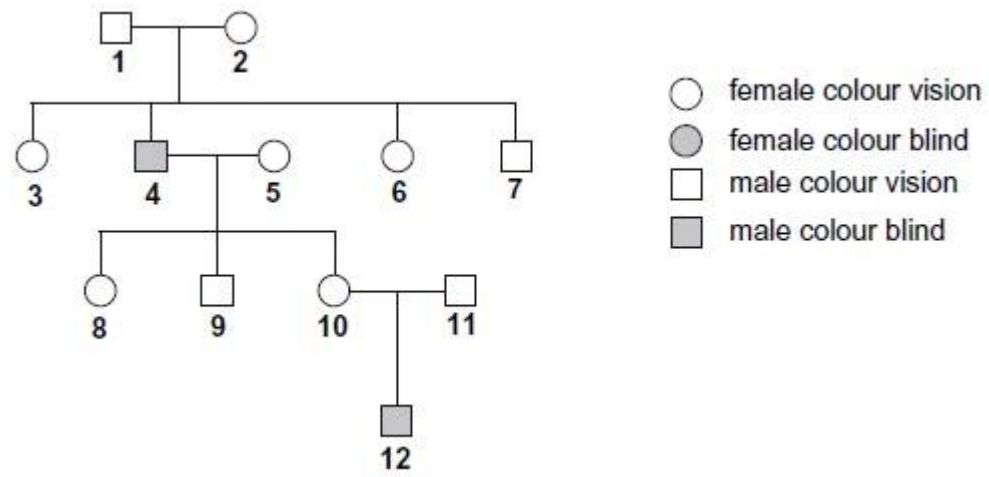 1 2
female colour vision
female colour blind
3 4 5 6 7
male colour vision
male colour blind
8 9 10 11
12